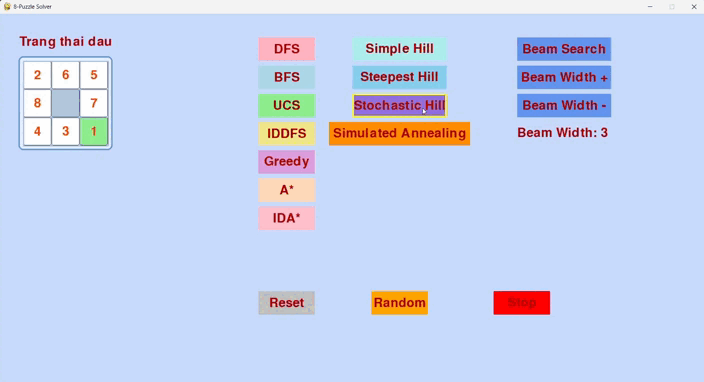 8-Puzzle Solver
Trang thai dau
2 6 5
8 7
4 3 1
DFS
BFS
UCS
IDDFS
Greedy
A*
IDA*
Simple Hill
Steepest Hill
Stochastic Hill
Simulated Annealing
Beam Search
Beam Width +
Beam Width -
Beam Width: 3
Reset
Random
Stop